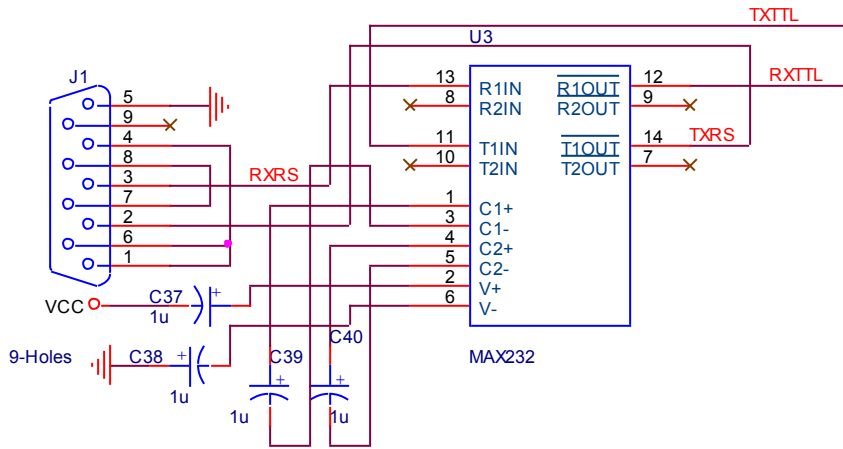 TXTTL
U3
J1
RXTTL
13 R1IN R1OUT 12
8 R2IN R2OUT 9
5
9
4
11 T1IN T1OUT 14 TXRS
8
10 T2IN T2OUT 7
3 RXRS
7
1 C1+
2
3 C1-
4 C2+
6
5 C2-
1
2 V+
6 V-
VCC C37 +
1u
C40
9-Holes C38 + C39 MAX232
+ +
1u 1u 1u